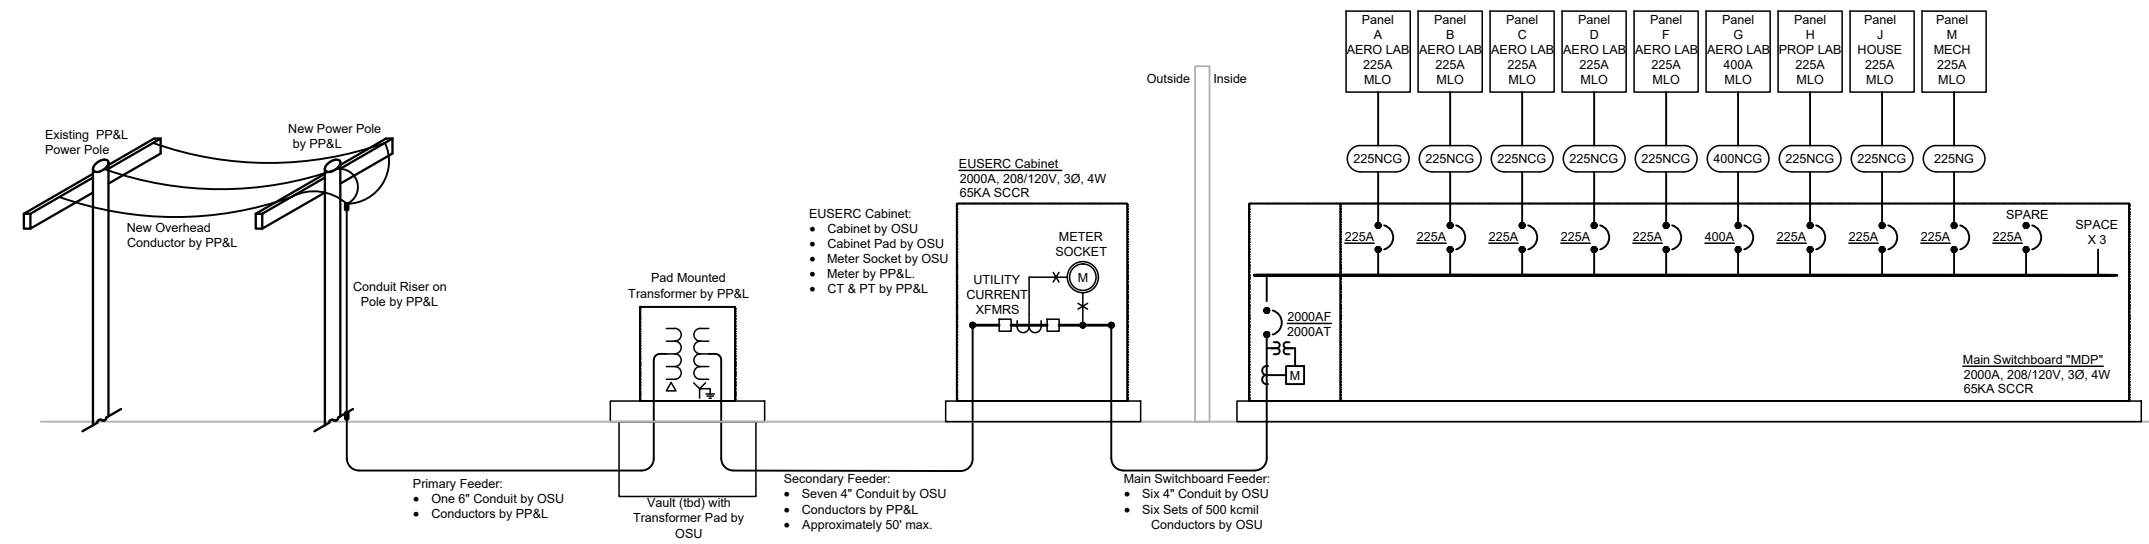 Existing PP&L
Power Pole
New Power Pole
by PP&L
New Overhead
Conductor by PP&L
Conduit Riser on
Pole by PP&L
Primary Feeder:
• One 6" Conduit by OSU
• Conductors by PP&L
Pad Mounted
Transformer by PP&L
Vault (tbd) with
Transformer Pad by
OSU
Secondary Feeder:
• Seven 4" Conduit by OSU
• Conductors by PP&L
• Approximately 50' max.
EUSERC Cabinet:
• Cabinet by OSU
• Cabinet Pad by OSU
• Meter Socket by OSU
• Meter by PP&L.
• CT & PT by PP&L
EUSERC Cabinet
2000A, 208/120V, 3Ø, 4W
65KA SCCR
METER
SOCKET
M
UTILITY
CURRENT
XFMRS
Main Switchboard Feeder:
• Six 4" Conduit by OSU
• Six Sets of 500 kcmil
Conductors by OSU
Outside
Inside
Panel
A
AERO LAB
225A
MLO
Panel
B
AERO LAB
225A
MLO
Panel
C
AERO LAB
225A
MLO
Panel
D
AERO LAB
225A
MLO
Panel
F
AERO LAB
225A
MLO
Panel
G
AERO LAB
400A
MLO
Panel
H
PROP LAB
225A
MLO
Panel
J
HOUSE
225A
MLO
Panel
M
MECH
225A
MLO
225NCG
225NCG
225NCG
225NCG
225NCG
400NCG
225NCG
225NCG
225NG
225A
225A
225A
225A
225A
400A
225A
225A
225A
SPARE
225A
SPACE
X 3
2000AF
2000AT
M
Main Switchboard "MDP"
2000A, 208/120V, 3Ø, 4W
65KA SCCR